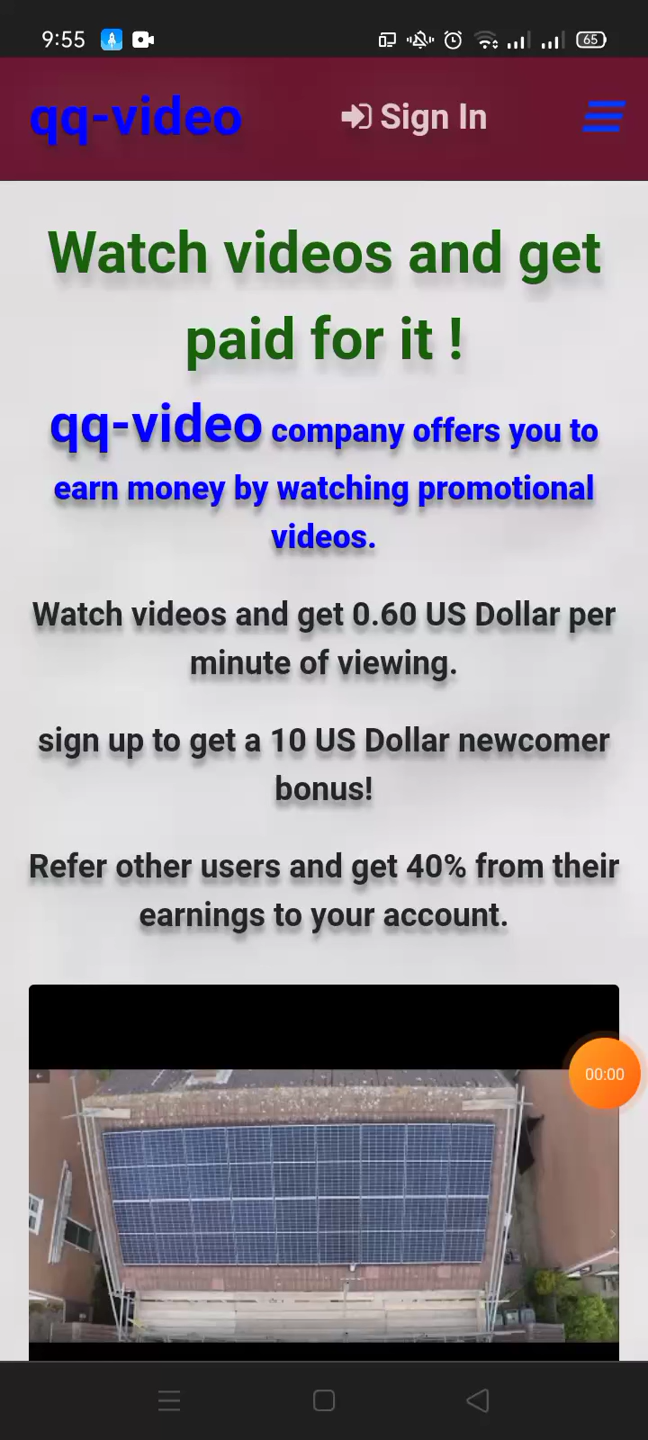 9:55
65
qq-video
Sign In
Watch videos and get
paid for it !
qq-video company offers you to
earn money by watching promotional
videos.
Watch videos and get 0.60 US Dollar per
minute of viewing.
sign up to get a 10 US Dollar newcomer
bonus!
Refer other users and get 40% from their
earnings to your account.
00:00